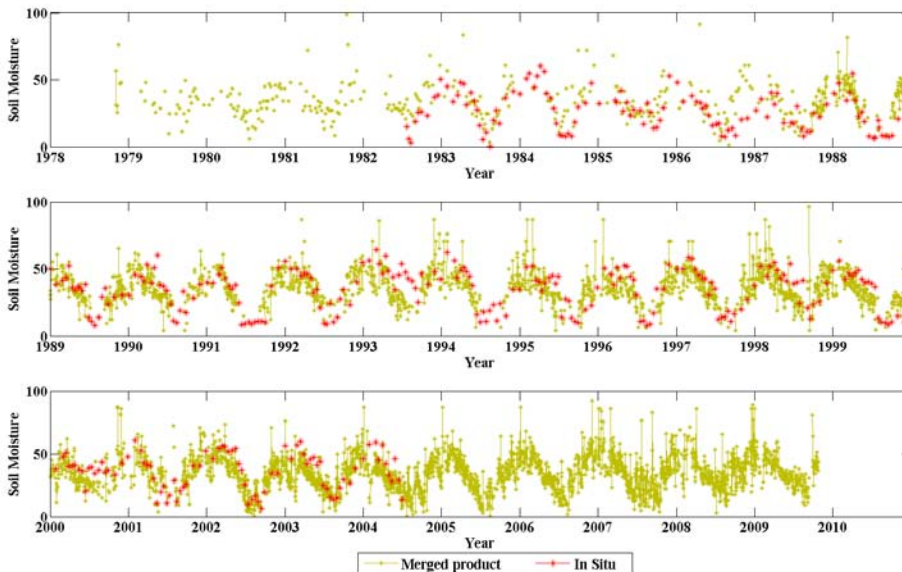 100
50
0
Soil Moisture
1978 1979 1980 1981 1982 1983 1984 1985 1986 1987 1988
Year
100
50
0
Soil Moisture
1989 1990 1991 1992 1993 1994 1995 1996 1997 1998 1999
Year
100
50
0
Soil Moisture
2000 2001 2002 2003 2004 2005 2006 2007 2008 2009 2010
Year
Merged product In Situ